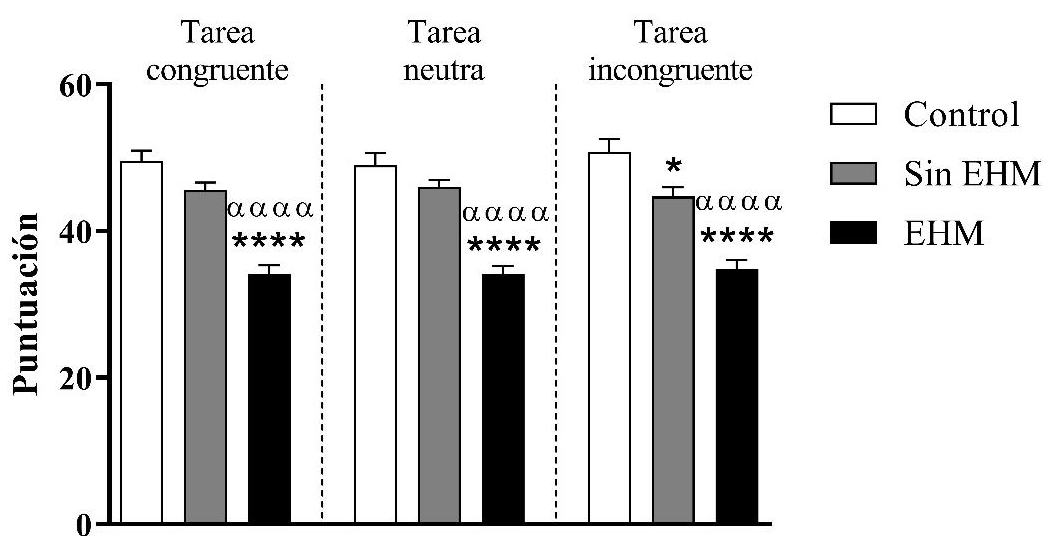 Tarea
congruente
Tarea
neutra
Tarea
incongruente
Puntuación
60
40
20
0
αααα
****
αααα
****
*
αααα
****
Control
Sin EHM
EHM